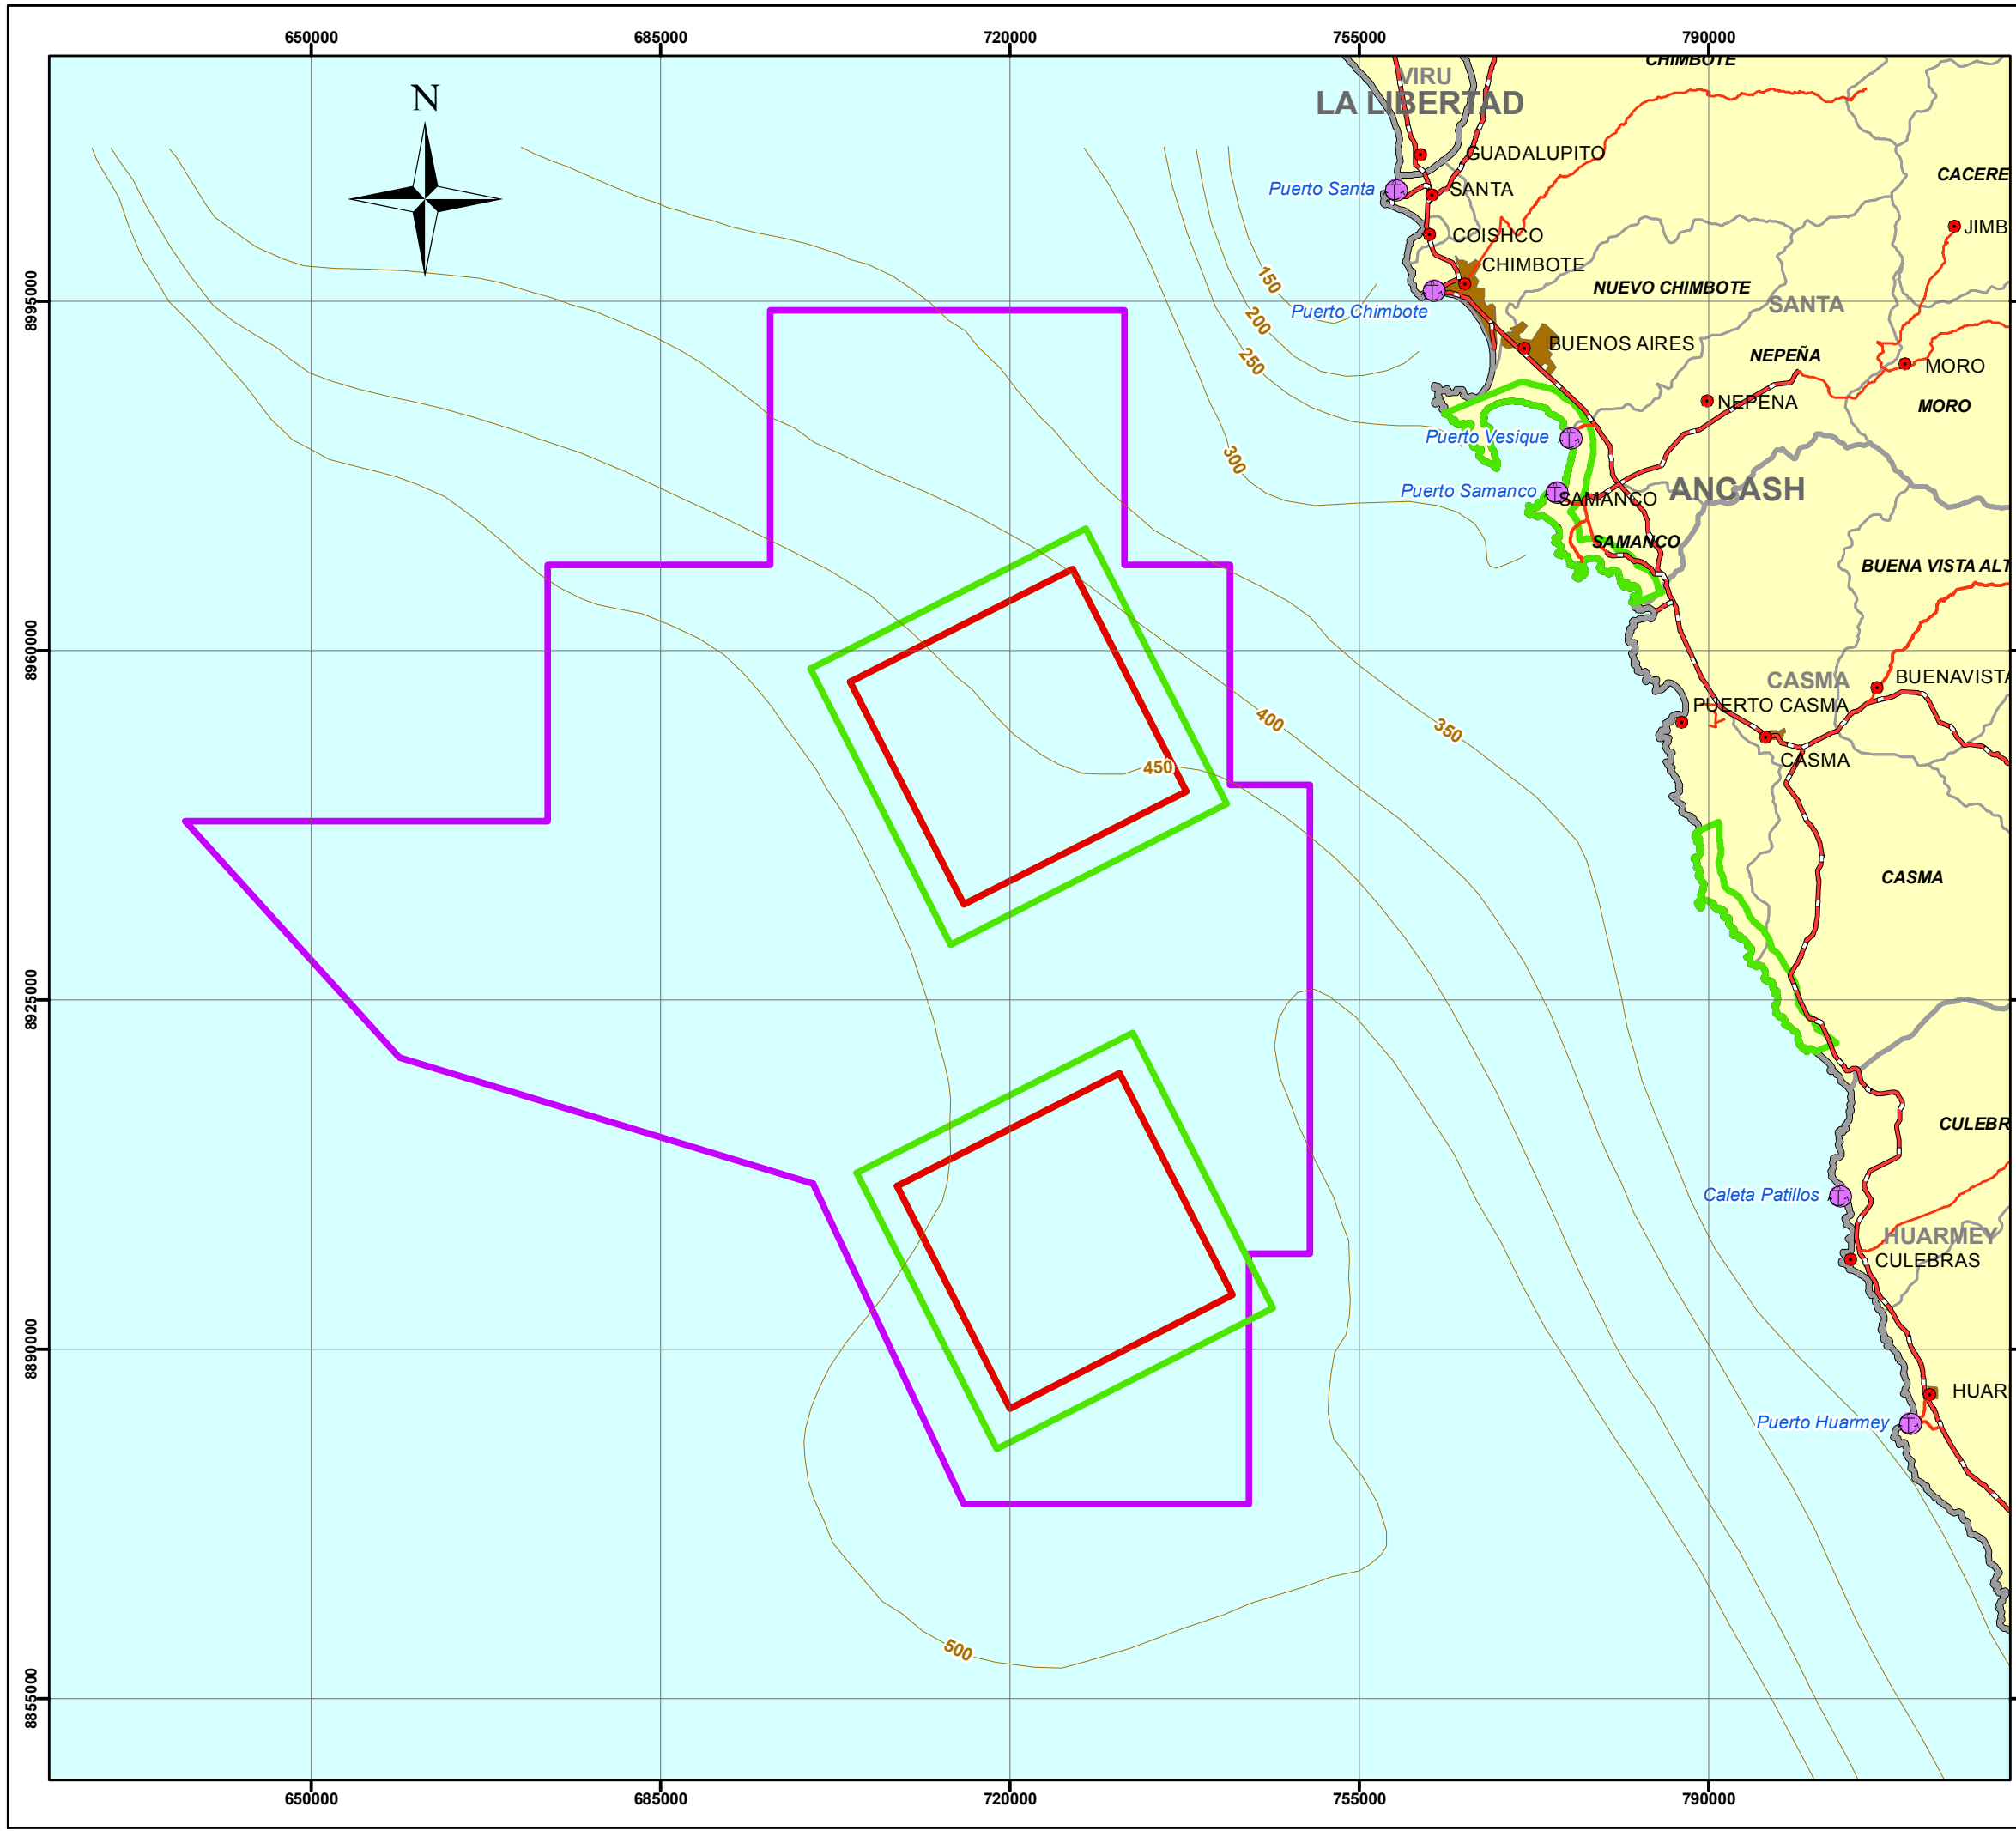 650000
685000
720000
755000
790000
CHIMBOTE
VIRU
N
LA LIBERTAD
GUADALUPITO
CACERE
Puerto Santa
SANTA
JIMB
COISHCO
CHIMBOTE
150
NUEVO CHIMBOTE
8995000
SANTA
Puerto Chimbote
200
BUENOS AIRES
NEPEÑA
250
MORO
NEPENA
MORO
Puerto Vesique
300
Puerto Samanco
ANCASH
SAMANCO
SAMANCO
BUENA VISTA ALT
8960000
CASMA
BUENAVISTA
PUERTO CASMA
400
350
CASMA
450
CASMA
8925000
CULEBR
Caleta Patillos
HUARMEY
CULEBRAS
8890000
HUAR
Puerto Huarmey
500
8855000
650000
685000
720000
755000
790000